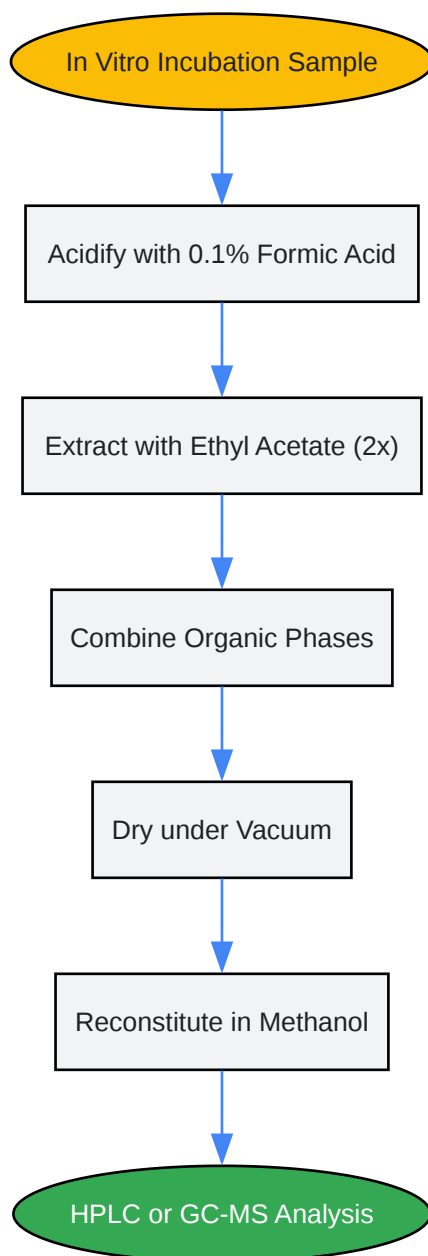 In Vitro Incubation Sample
Acidify with 0.1% Formic Acid
Extract with Ethyl Acetate (2x)
Combine Organic Phases
Dry under Vacuum
Reconstitute in Methanol
HPLC or GC-MS Analysis